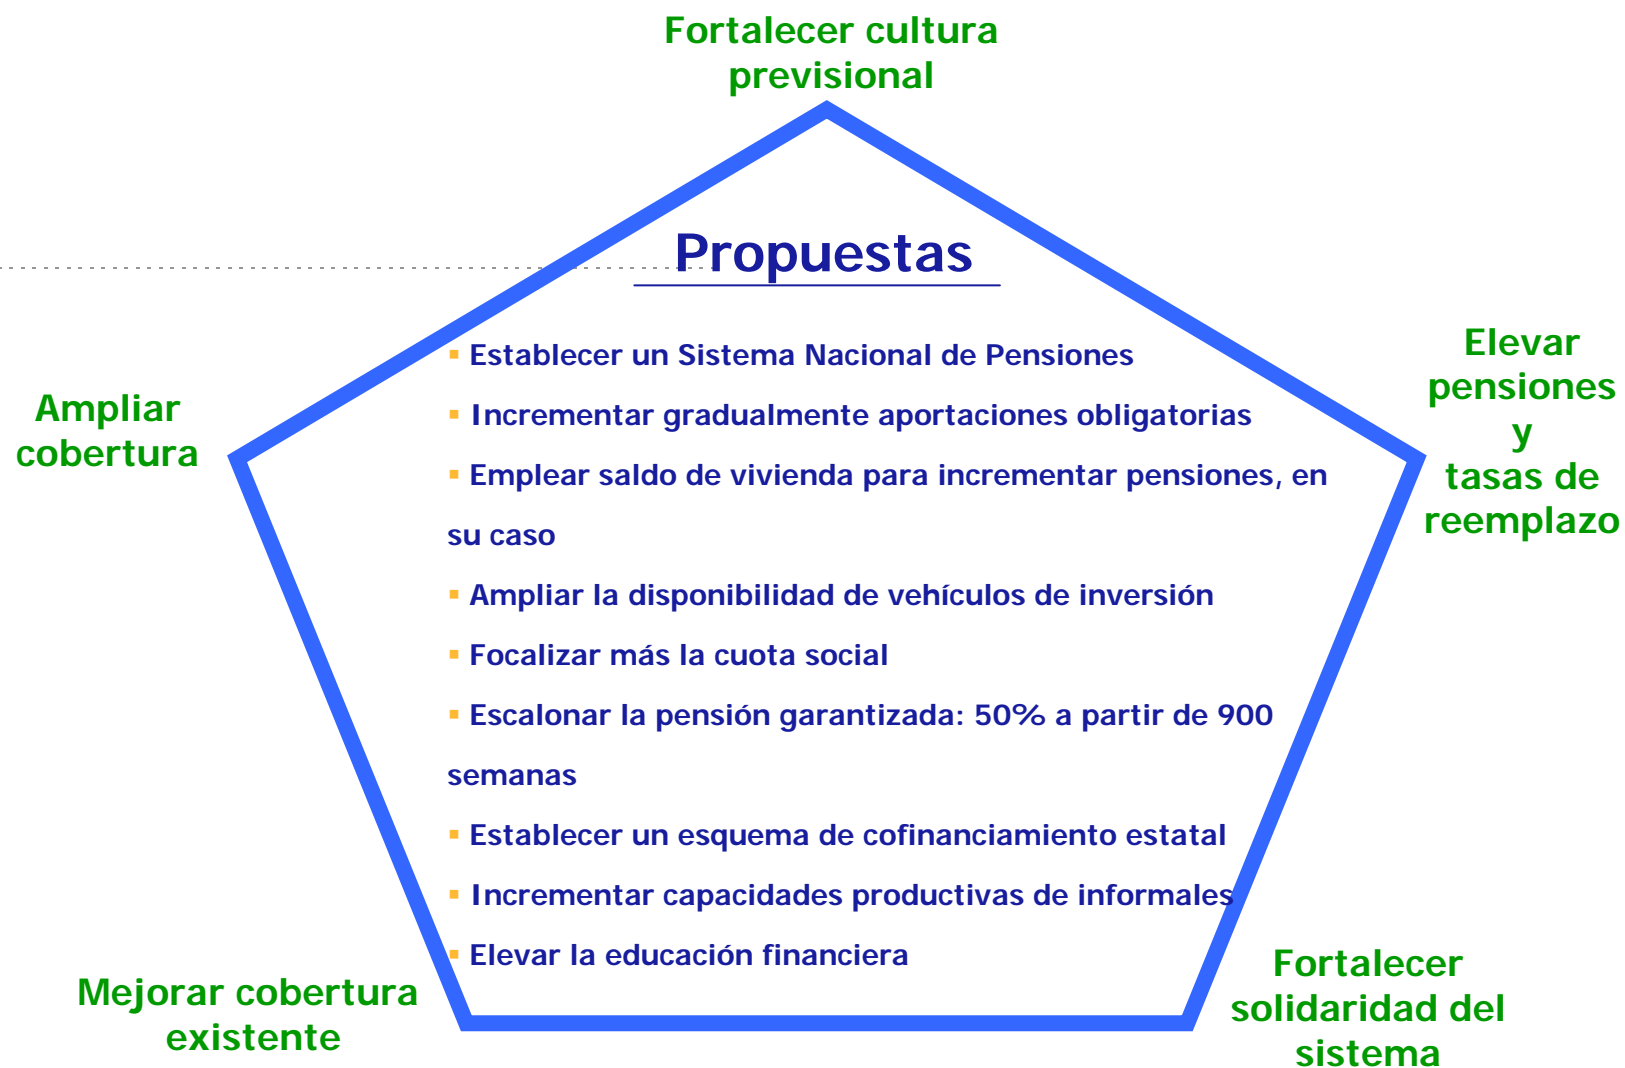 Fortalecer cultura
previsional
Propuestas
▪ Establecer un Sistema Nacional de Pensiones
▪ Incrementar gradualmente aportaciones obligatorias
▪ Emplear saldo de vivienda para incrementar pensiones, en
su caso
▪ Ampliar la disponibilidad de vehículos de inversión
▪ Focalizar más la cuota social
▪ Escalonar la pensión garantizada: 50% a partir de 900
semanas
▪ Establecer un esquema de cofinanciamiento estatal
▪ Incrementar capacidades productivas de informales
▪ Elevar la educación financiera
Ampliar
cobertura
Elevar
pensiones
y
tasas de
reemplazo
Mejorar cobertura
existente
Fortalecer
solidaridad del
sistema